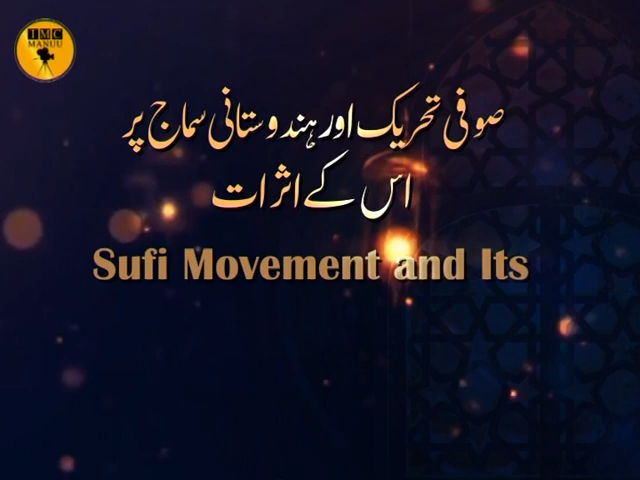 IMC
MANUU
صوفی تحریک اور ہندوستانی سماج پر
اس کے اثرات
Sufi Movement and Its